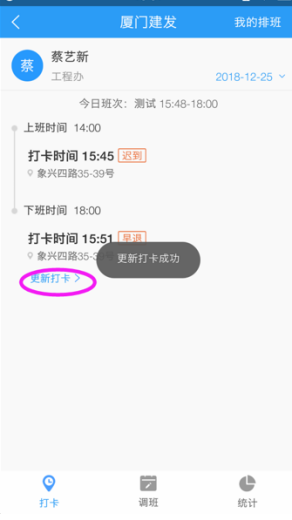 厦门建发
我的排班
蔡
蔡艺新
工程办
2018-12-25
今日班次：测试 15:48-18:00
上班时间 14:00
打卡时间 15:45 迟到
象兴四路35-39号
下班时间 18:00
打卡时间 15:51 早退
象兴四路35-3
更新打卡成功
更新打卡 >
打卡
调班
统计